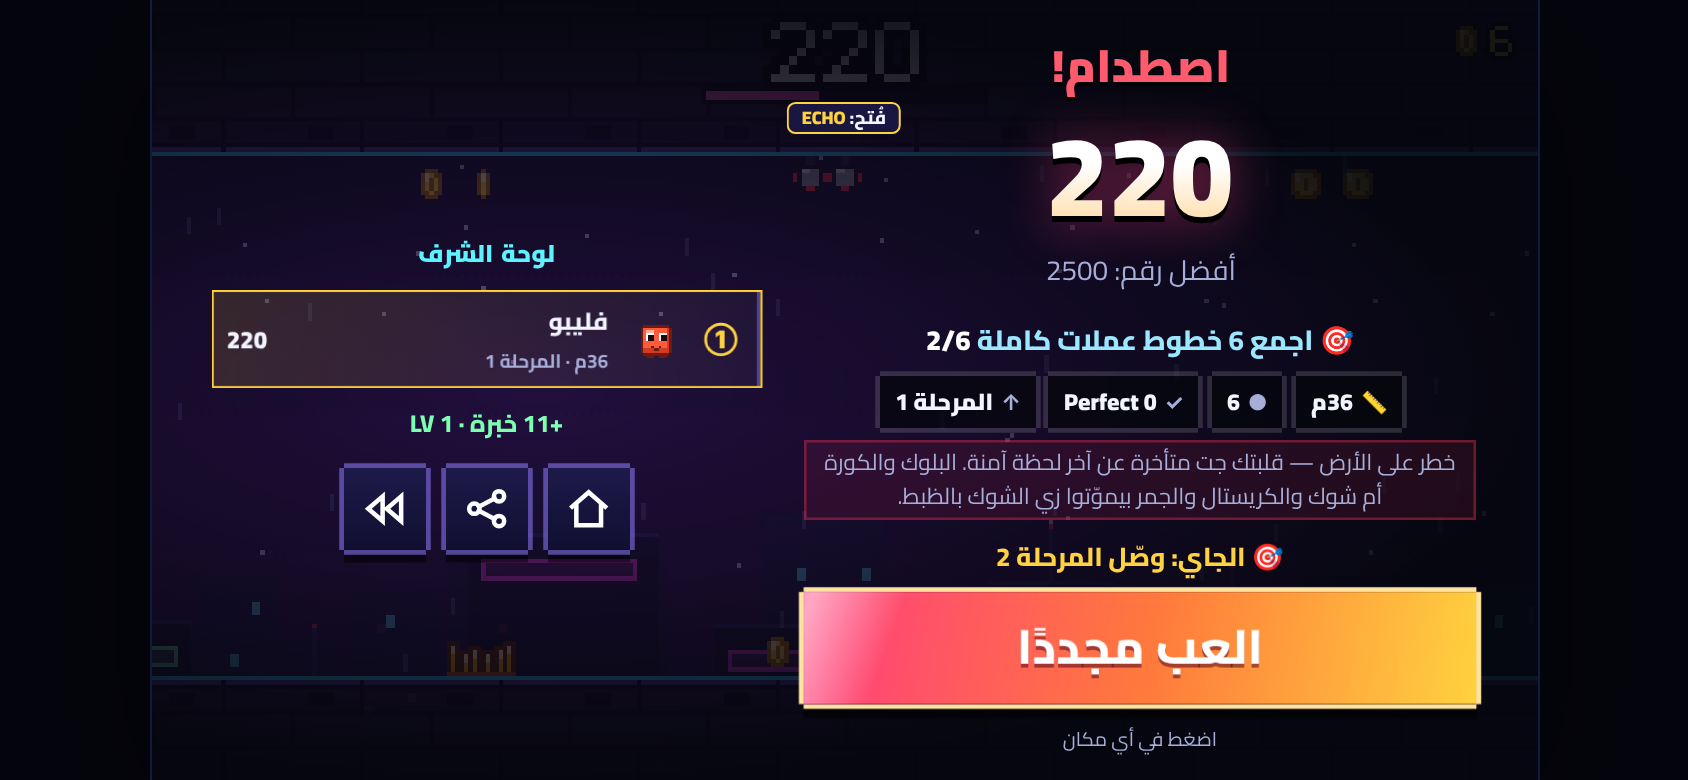 220
06
اصطدام!
فُتح: ECHO
220
أفضل رقم: 2500
اجمع 6 خطوط عملات كاملة 2/6
36م
6
Perfect 0
المرحلة 1
خطر على الأرض — قلبتك جت متأخرة عن آخر لحظة آمنة. البلوك والكورة
أم شوك والكريستال والجمر بيموّتوا زي الشوك بالظبط.
الجاي: وصّل المرحلة 2
العب مجددًا
اضغط في أي مكان
لوحة الشرف
1
فليبو
36م · المرحلة 1
220
+11 خبرة · LV 1